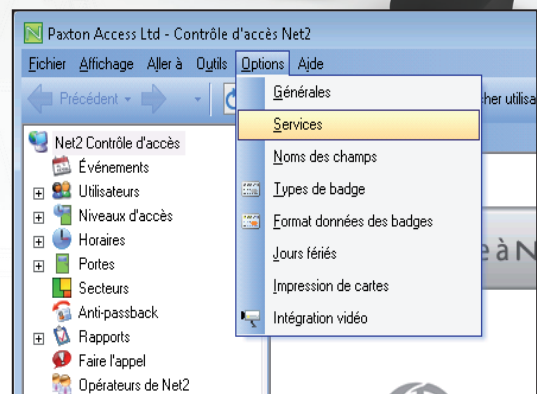 Paxton Access Ltd - Contrôle d'accès Net2
Fichier Affichage Aller à Outils Options Aide
Précédent
Générales
Services
Noms des champs
Types de badge
Format données des badges
Jours fériés
Impression de cartes
Intégration vidéo
Net2 Contrôle d'accès
Événements
Utilisateurs
Niveaux d'accès
Horaires
Portes
Secteurs
Anti-passback
Rapports
Faire l'appel
Opérateurs de Net2